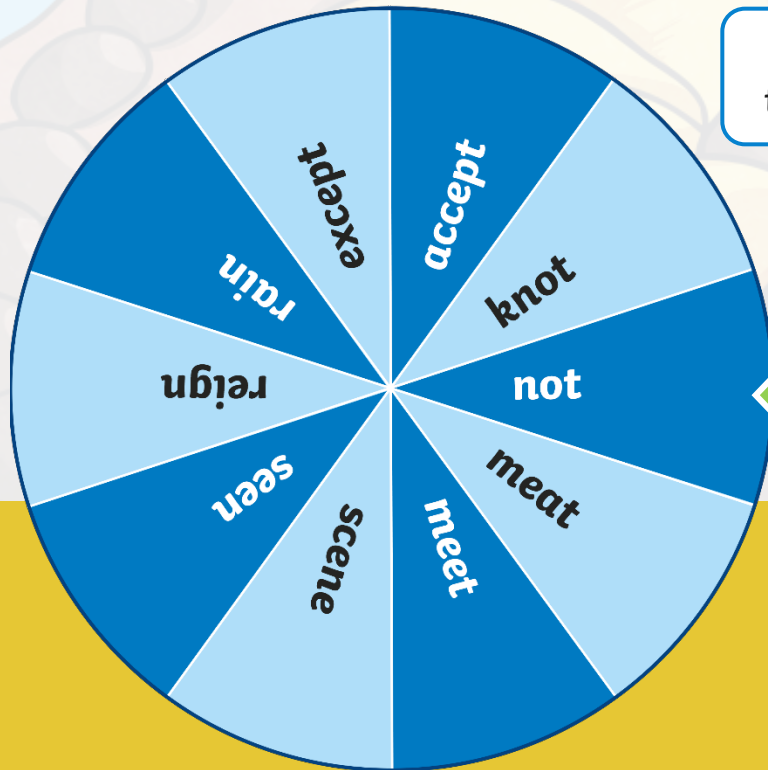 accept
knot
not
meat
meet
scene
seen
reign
rain
except